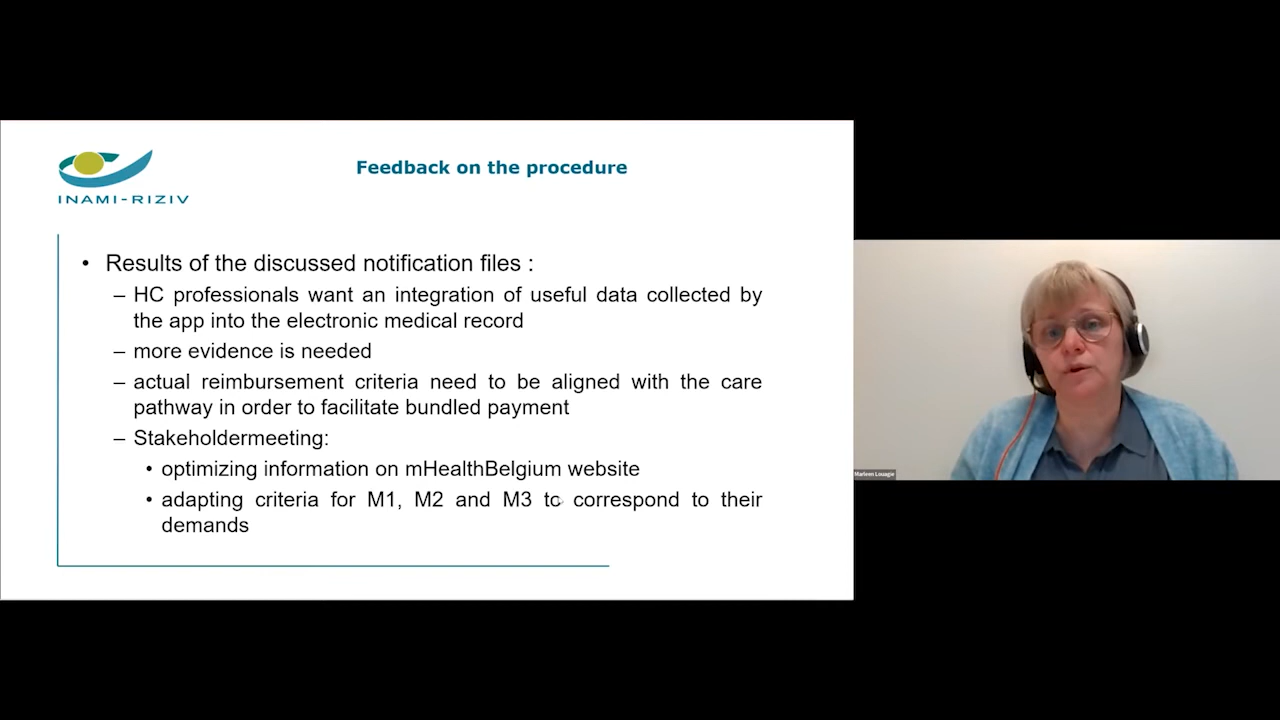 Feedback on the procedure
INAMI-RIZIV
• Results of the discussed notification files :
– HC professionals want an integration of useful data collected by
the app into the electronic medical record
– more evidence is needed
– actual reimbursement criteria need to be aligned with the care
pathway in order to facilitate bundled payment
– Stakeholdermeeting:
• optimizing information on mHealthBelgium website
• adapting criteria for M1, M2 and M3 to correspond to their
demands
Marleen Louagie